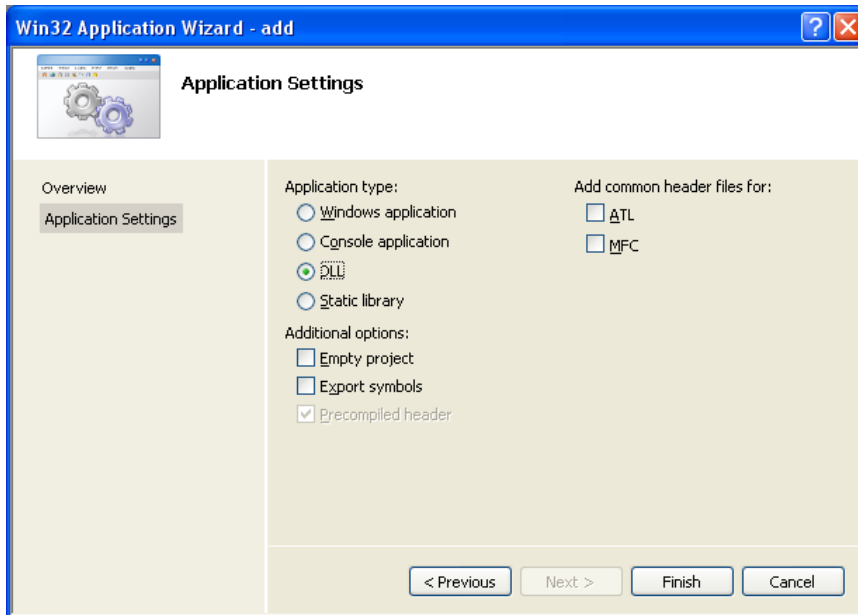 Win32 Application Wizard - add
Application Settings
Overview
Application Settings
Application type:
Windows application
Console application
DLL
Static library
Additional options:
Empty project
Export symbols
Precompiled header
Add common header files for:
ATL
MFC
< Previous
Next >
Finish
Cancel